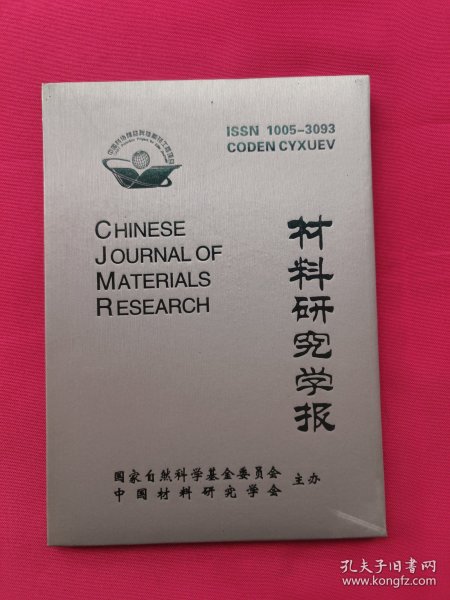 ISSN 1005-3093
CODEN CYXUEV
CHINESE
JOURNAL OF
MATERIALS
RESEARCH
材料研究学报
国家自然科学基金委员会
中国材料研究学会
主办
孔夫子旧书网
www.kongfz.com